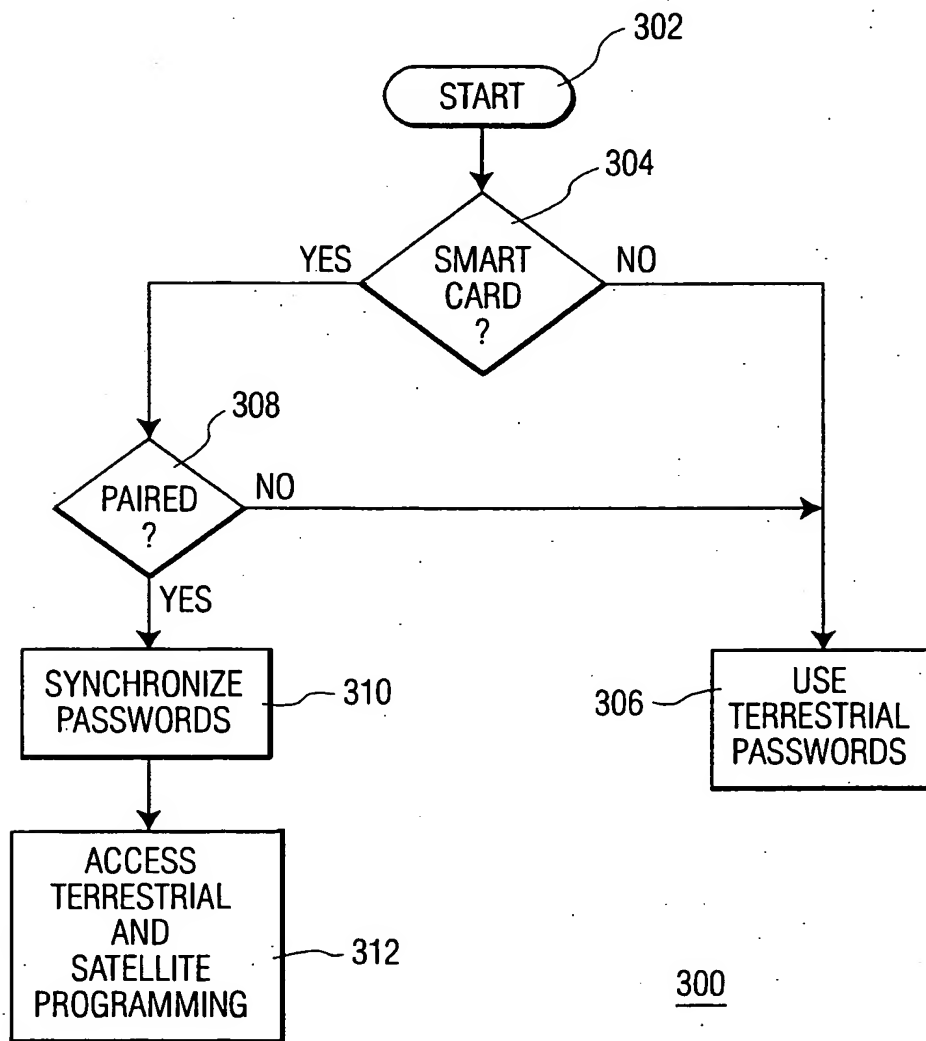 302
START
304
YES
SMART
CARD
?
NO
308
PAIRED
?
NO
YES
SYNCHRONIZE
PASSWORDS
310
306
USE
TERRESTRIAL
PASSWORDS
ACCESS
TERRESTRIAL
AND
SATELLITE
PROGRAMMING
312
300